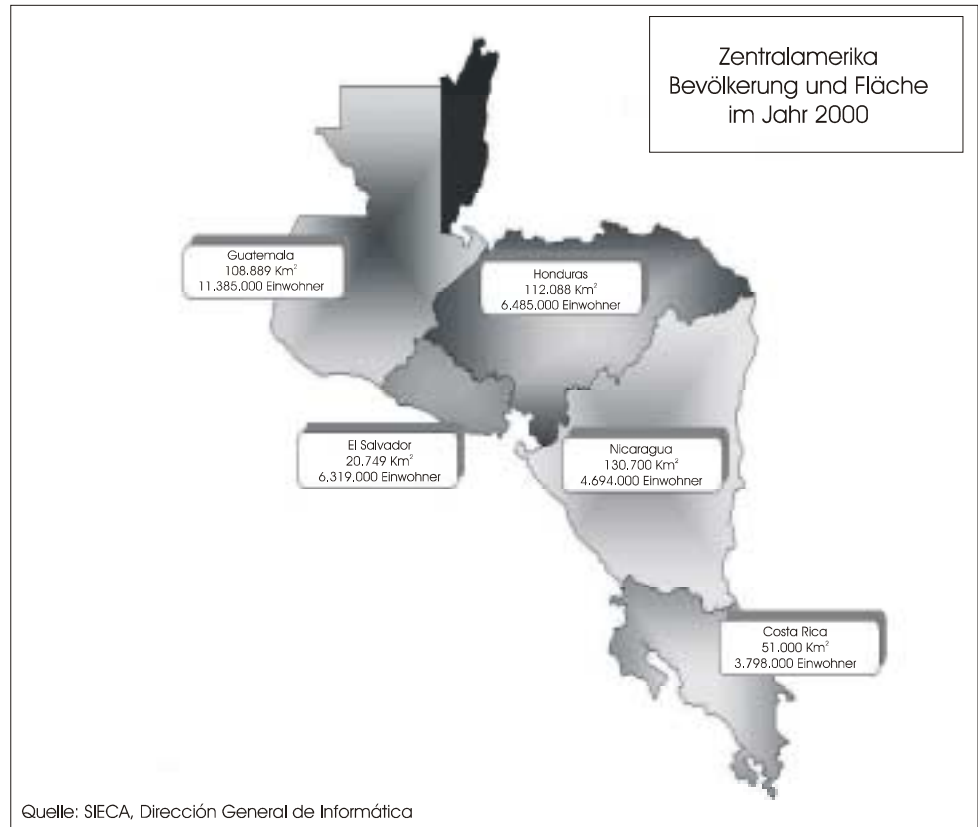 Zentralamerika
Bevölkerung und Fläche
im Jahr 2000
Guatemala
108.889 Km²
11.385.000 Einwohner
Honduras
112.088 Km²
6.485.000 Einwohner
El Salvador
20.749 Km²
6.319.000 Einwohner
Nicaragua
130.700 Km²
4.694.000 Einwohner
Costa Rica
51.000 Km²
3.798.000 Einwohner
Quelle: SIECA, Dirección General de Informática